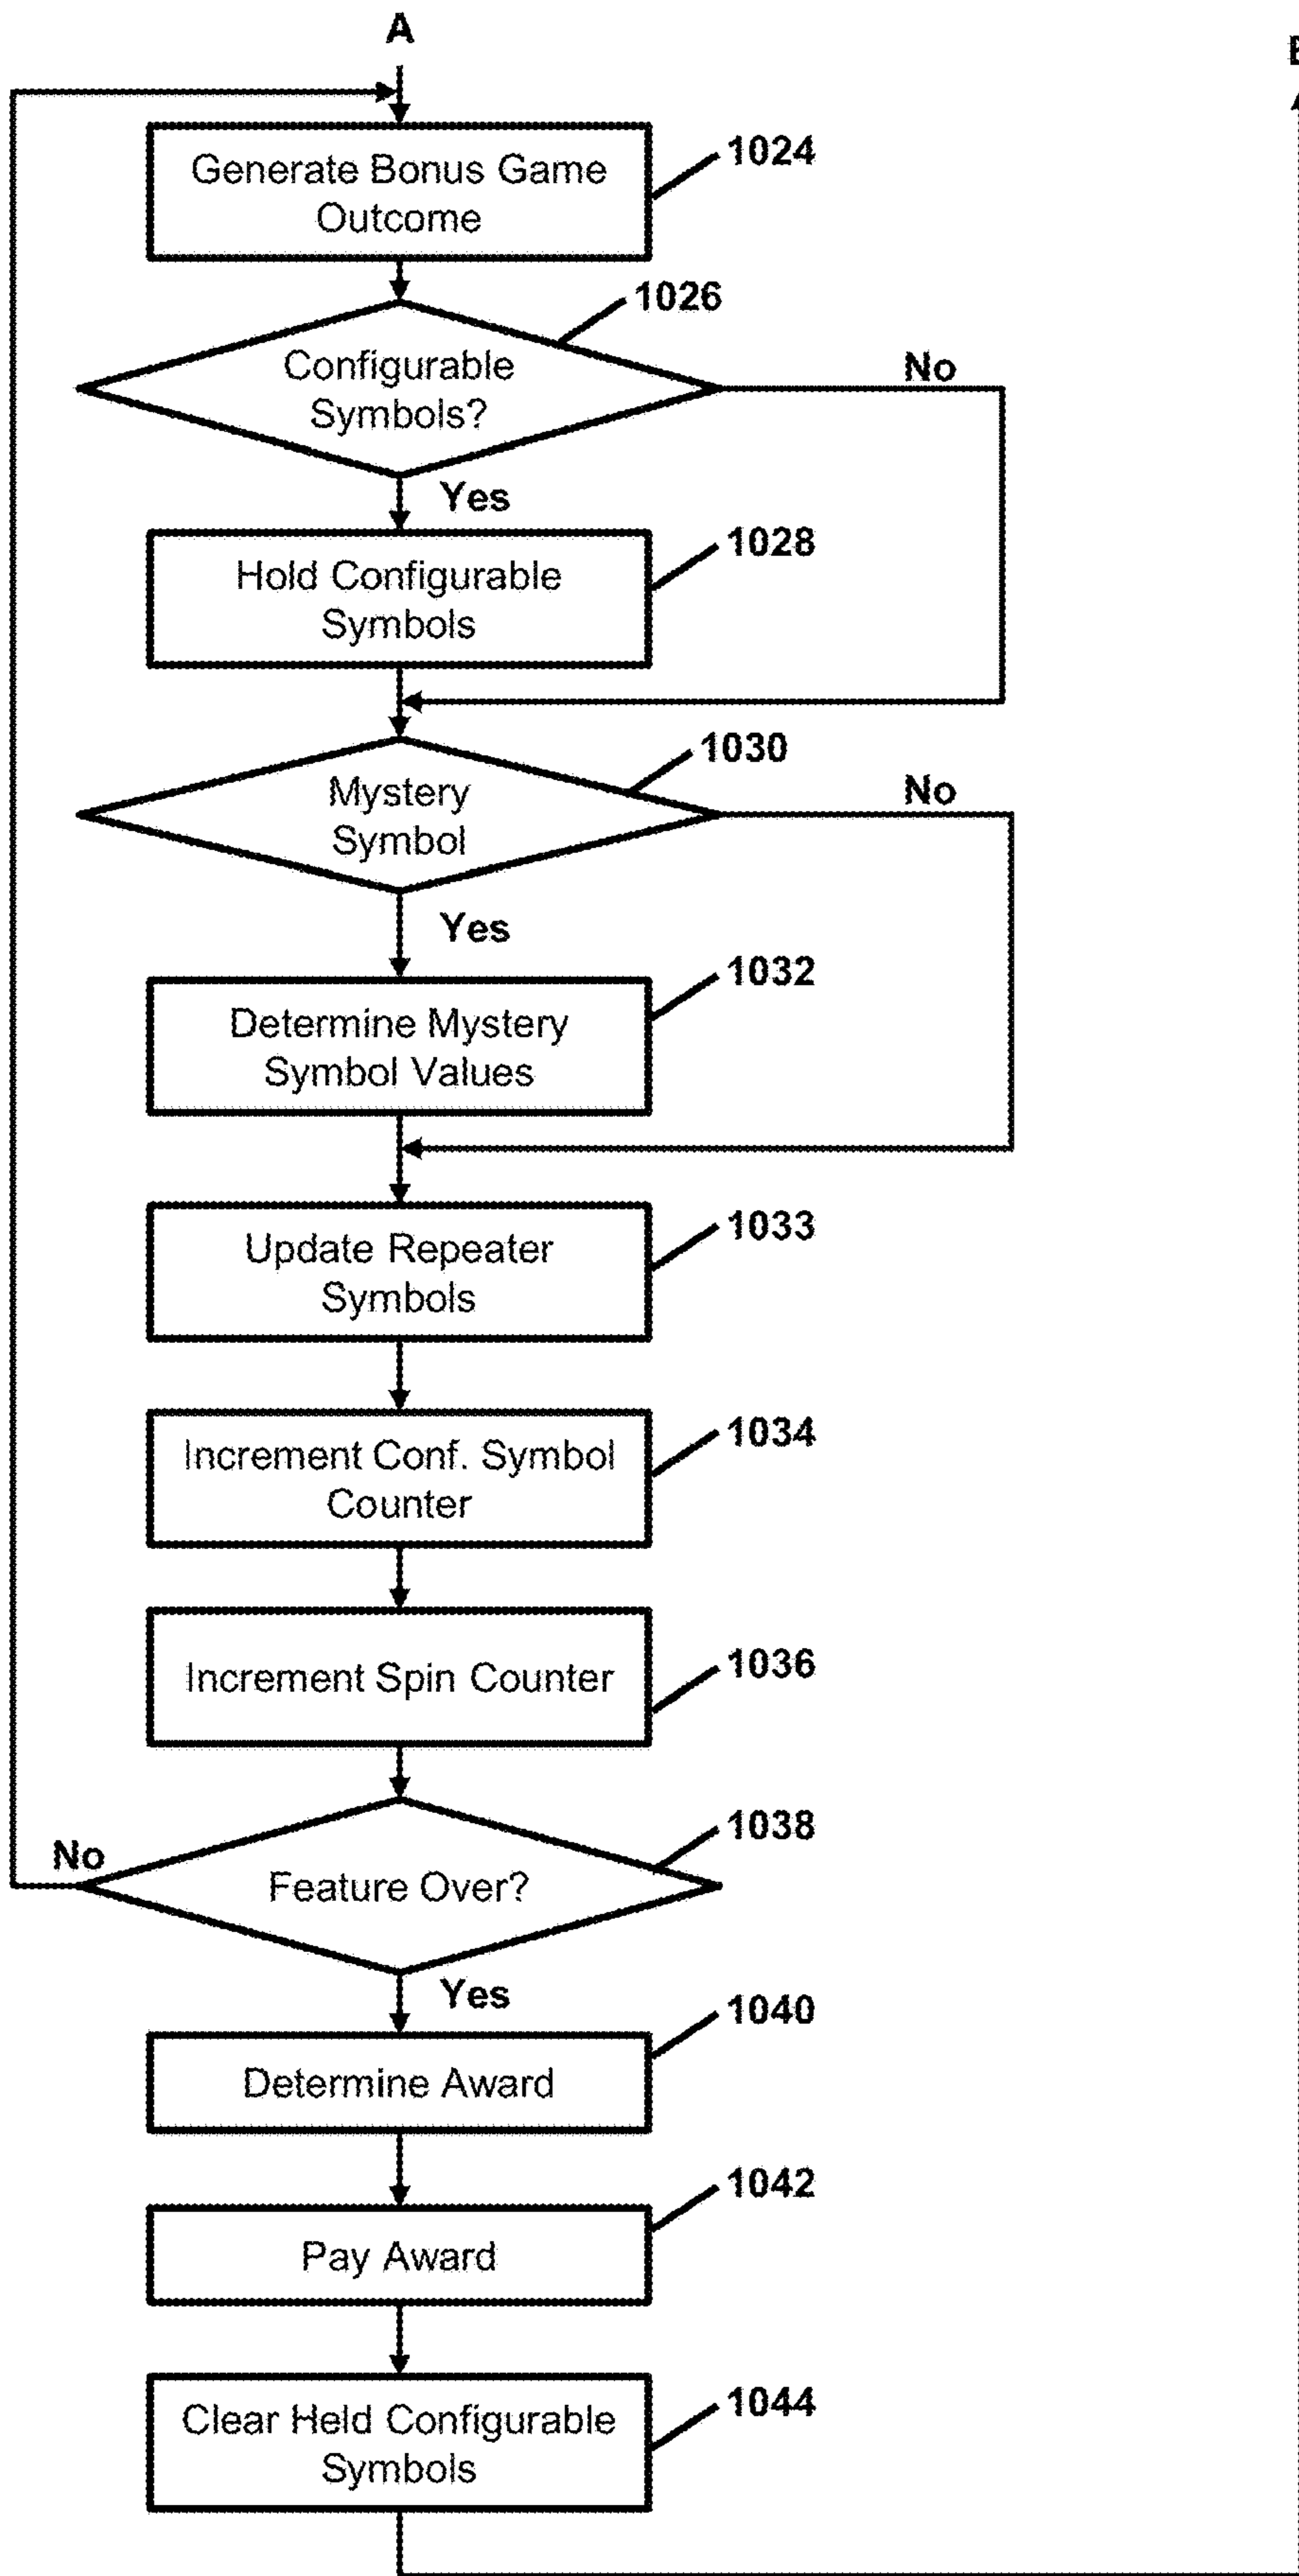 A
Generate Bonus Game
Outcome
1024
1026
Configurable
Symbols?
No
Yes
Hold Configurable
Symbols
1028
1030
Mystery
Symbol
No
Yes
Determine Mystery
Symbol Values
1032
Update Repeater
Symbols
1033
Increment Conf. Symbol
Counter
1034
Increment Spin Counter
1036
Feature Over?
1038
No
Yes
Determine Award
1040
Pay Award
1042
Clear Held Configurable
Symbols
1044